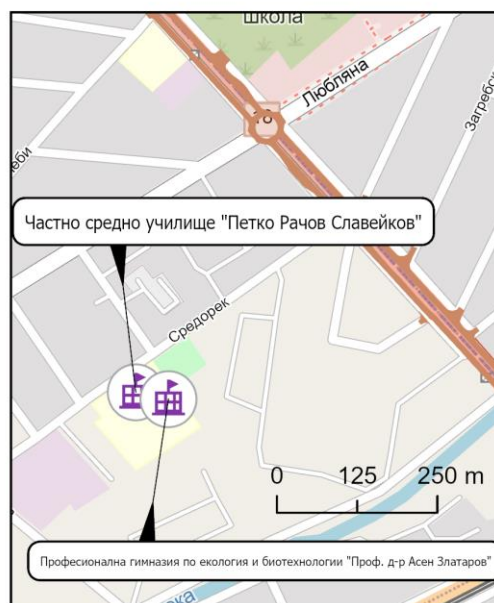 школа
Любляна
Загребска
Частно средно училище "Петко Рачов Славейков"
Средорек
0 125 250 m
Професионална гимназия по екология и биотехнологии "Проф. д-р Асен Златаров"